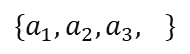 {a₁, a₂, a₃,  }